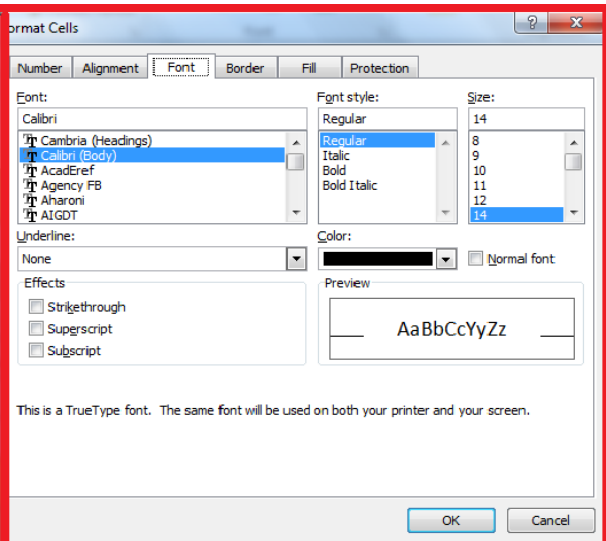 ormat Cells
Number Alignment Font Border Fill Protection
Font: Font style: Size:
Calibri Regular 14
Cambria (Headings) Regular 8
Calibri (Body) Italic 9
AcadEref Bold 10
Agency FB Bold Italic 11
Aharoni 12
AIGDT 14
Underline: Color:
None Normal font
Effects Preview
Strikethrough
Superscript AaBbCcYyZz
Subscript
This is a TrueType font. The same font will be used on both your printer and your screen.
OK Cancel